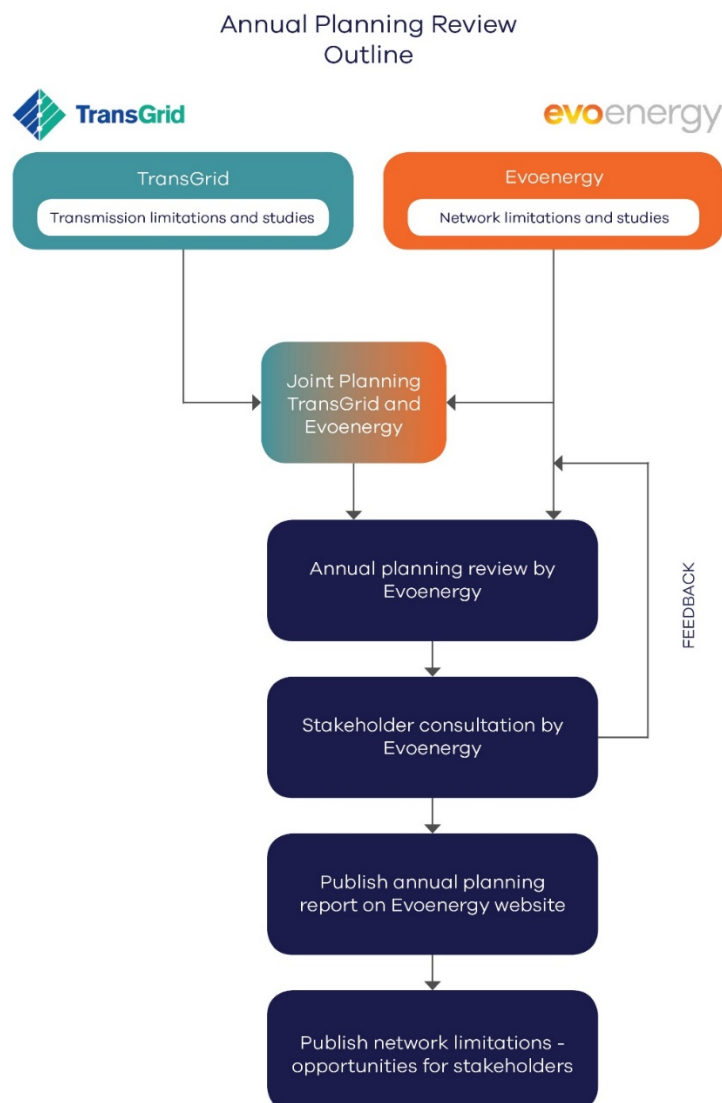 Annual Planning Review
Outline
TransGrid
evoenergy
TransGrid
Transmission limitations and studies
Evoenergy
Network limitations and studies
Joint Planning
TransGrid and
Evoenergy
Annual planning review by
Evoenergy
FEEDBACK
Stakeholder consultation by
Evoenergy
Publish annual planning
report on Evoenergy website
Publish network limitations -
opportunities for stakeholders